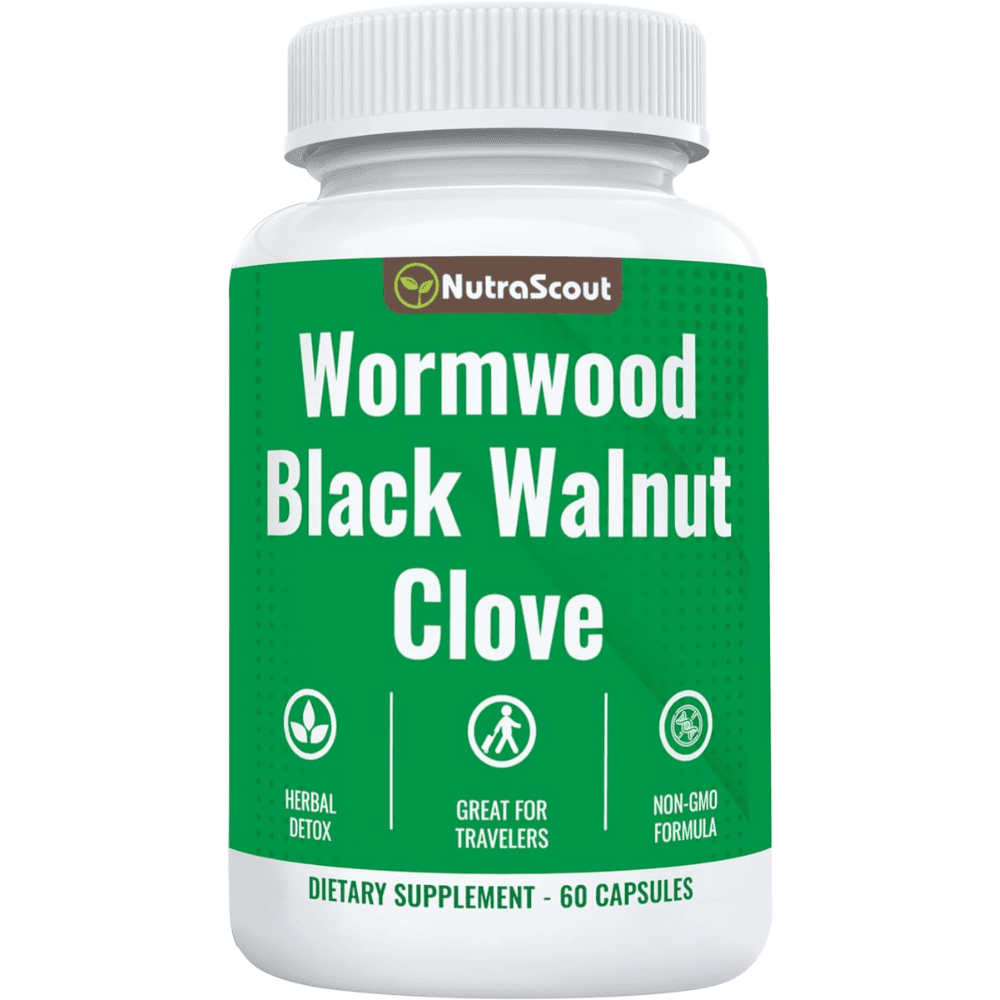 NutraScout
Wormwood
Black Walnut
Clove
HERBAL
DETOX
GREAT FOR
TRAVELERS
NON-GMO
FORMULA
DIETARY SUPPLEMENT - 60 CAPSULES